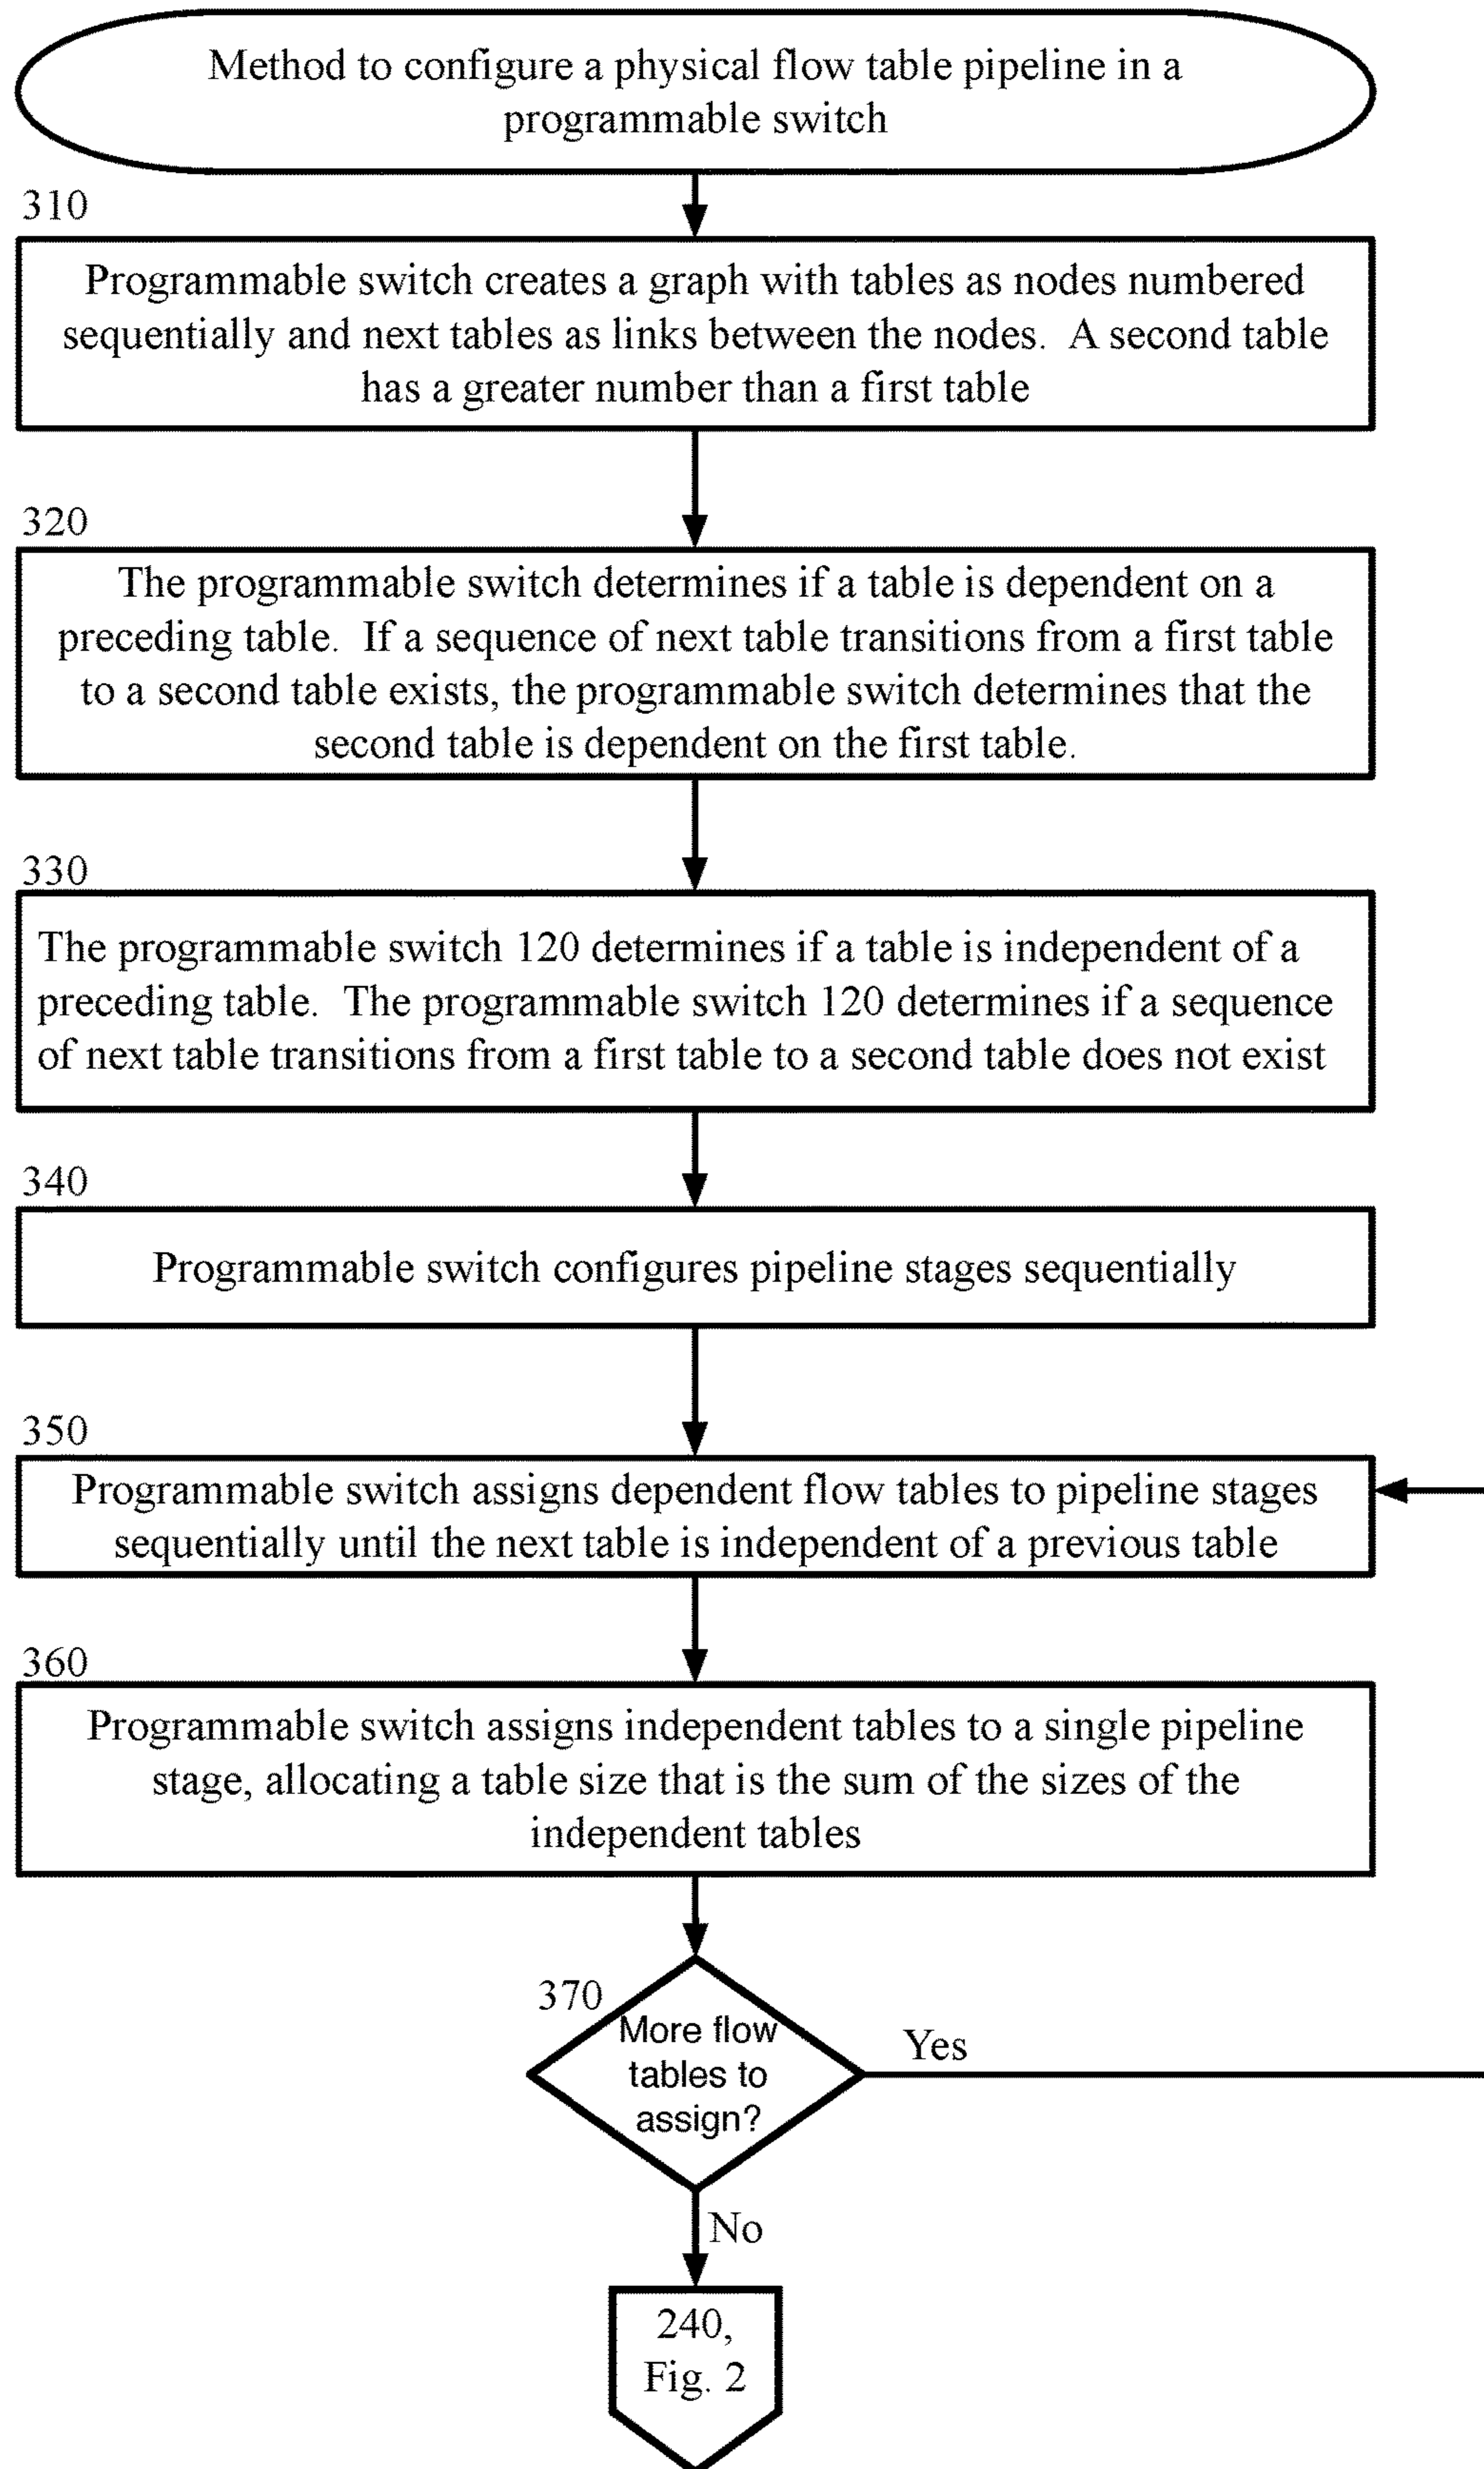 Method to configure a physical flow table pipeline in a
programmable switch
310
Programmable switch creates a graph with tables as nodes numbered
sequentially and next tables as links between the nodes.  A second table
has a greater number than a first table
320
The programmable switch determines if a table is dependent on a
preceding table.  If a sequence of next table transitions from a first table
to a second table exists, the programmable switch determines that the
second table is dependent on the first table.
330
The programmable switch 120 determines if a table is independent of a
preceding table.  The programmable switch 120 determines if a sequence
of next table transitions from a first table to a second table does not exist
340
Programmable switch configures pipeline stages sequentially
350
Programmable switch assigns dependent flow tables to pipeline stages
sequentially until the next table is independent of a previous table
360
Programmable switch assigns independent tables to a single pipeline
stage, allocating a table size that is the sum of the sizes of the
independent tables
370
More flow
tables to
assign?
Yes
No
240,
Fig. 2